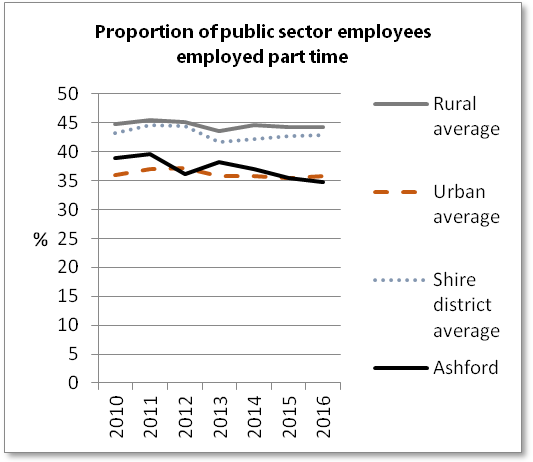 Proportion of public sector employees
employed part time
50
45
40
35
30
25
20
15
10
5
0
%
2010
2011
2012
2013
2014
2015
2016
Rural
average
Urban
average
Shire
district
average
Ashford